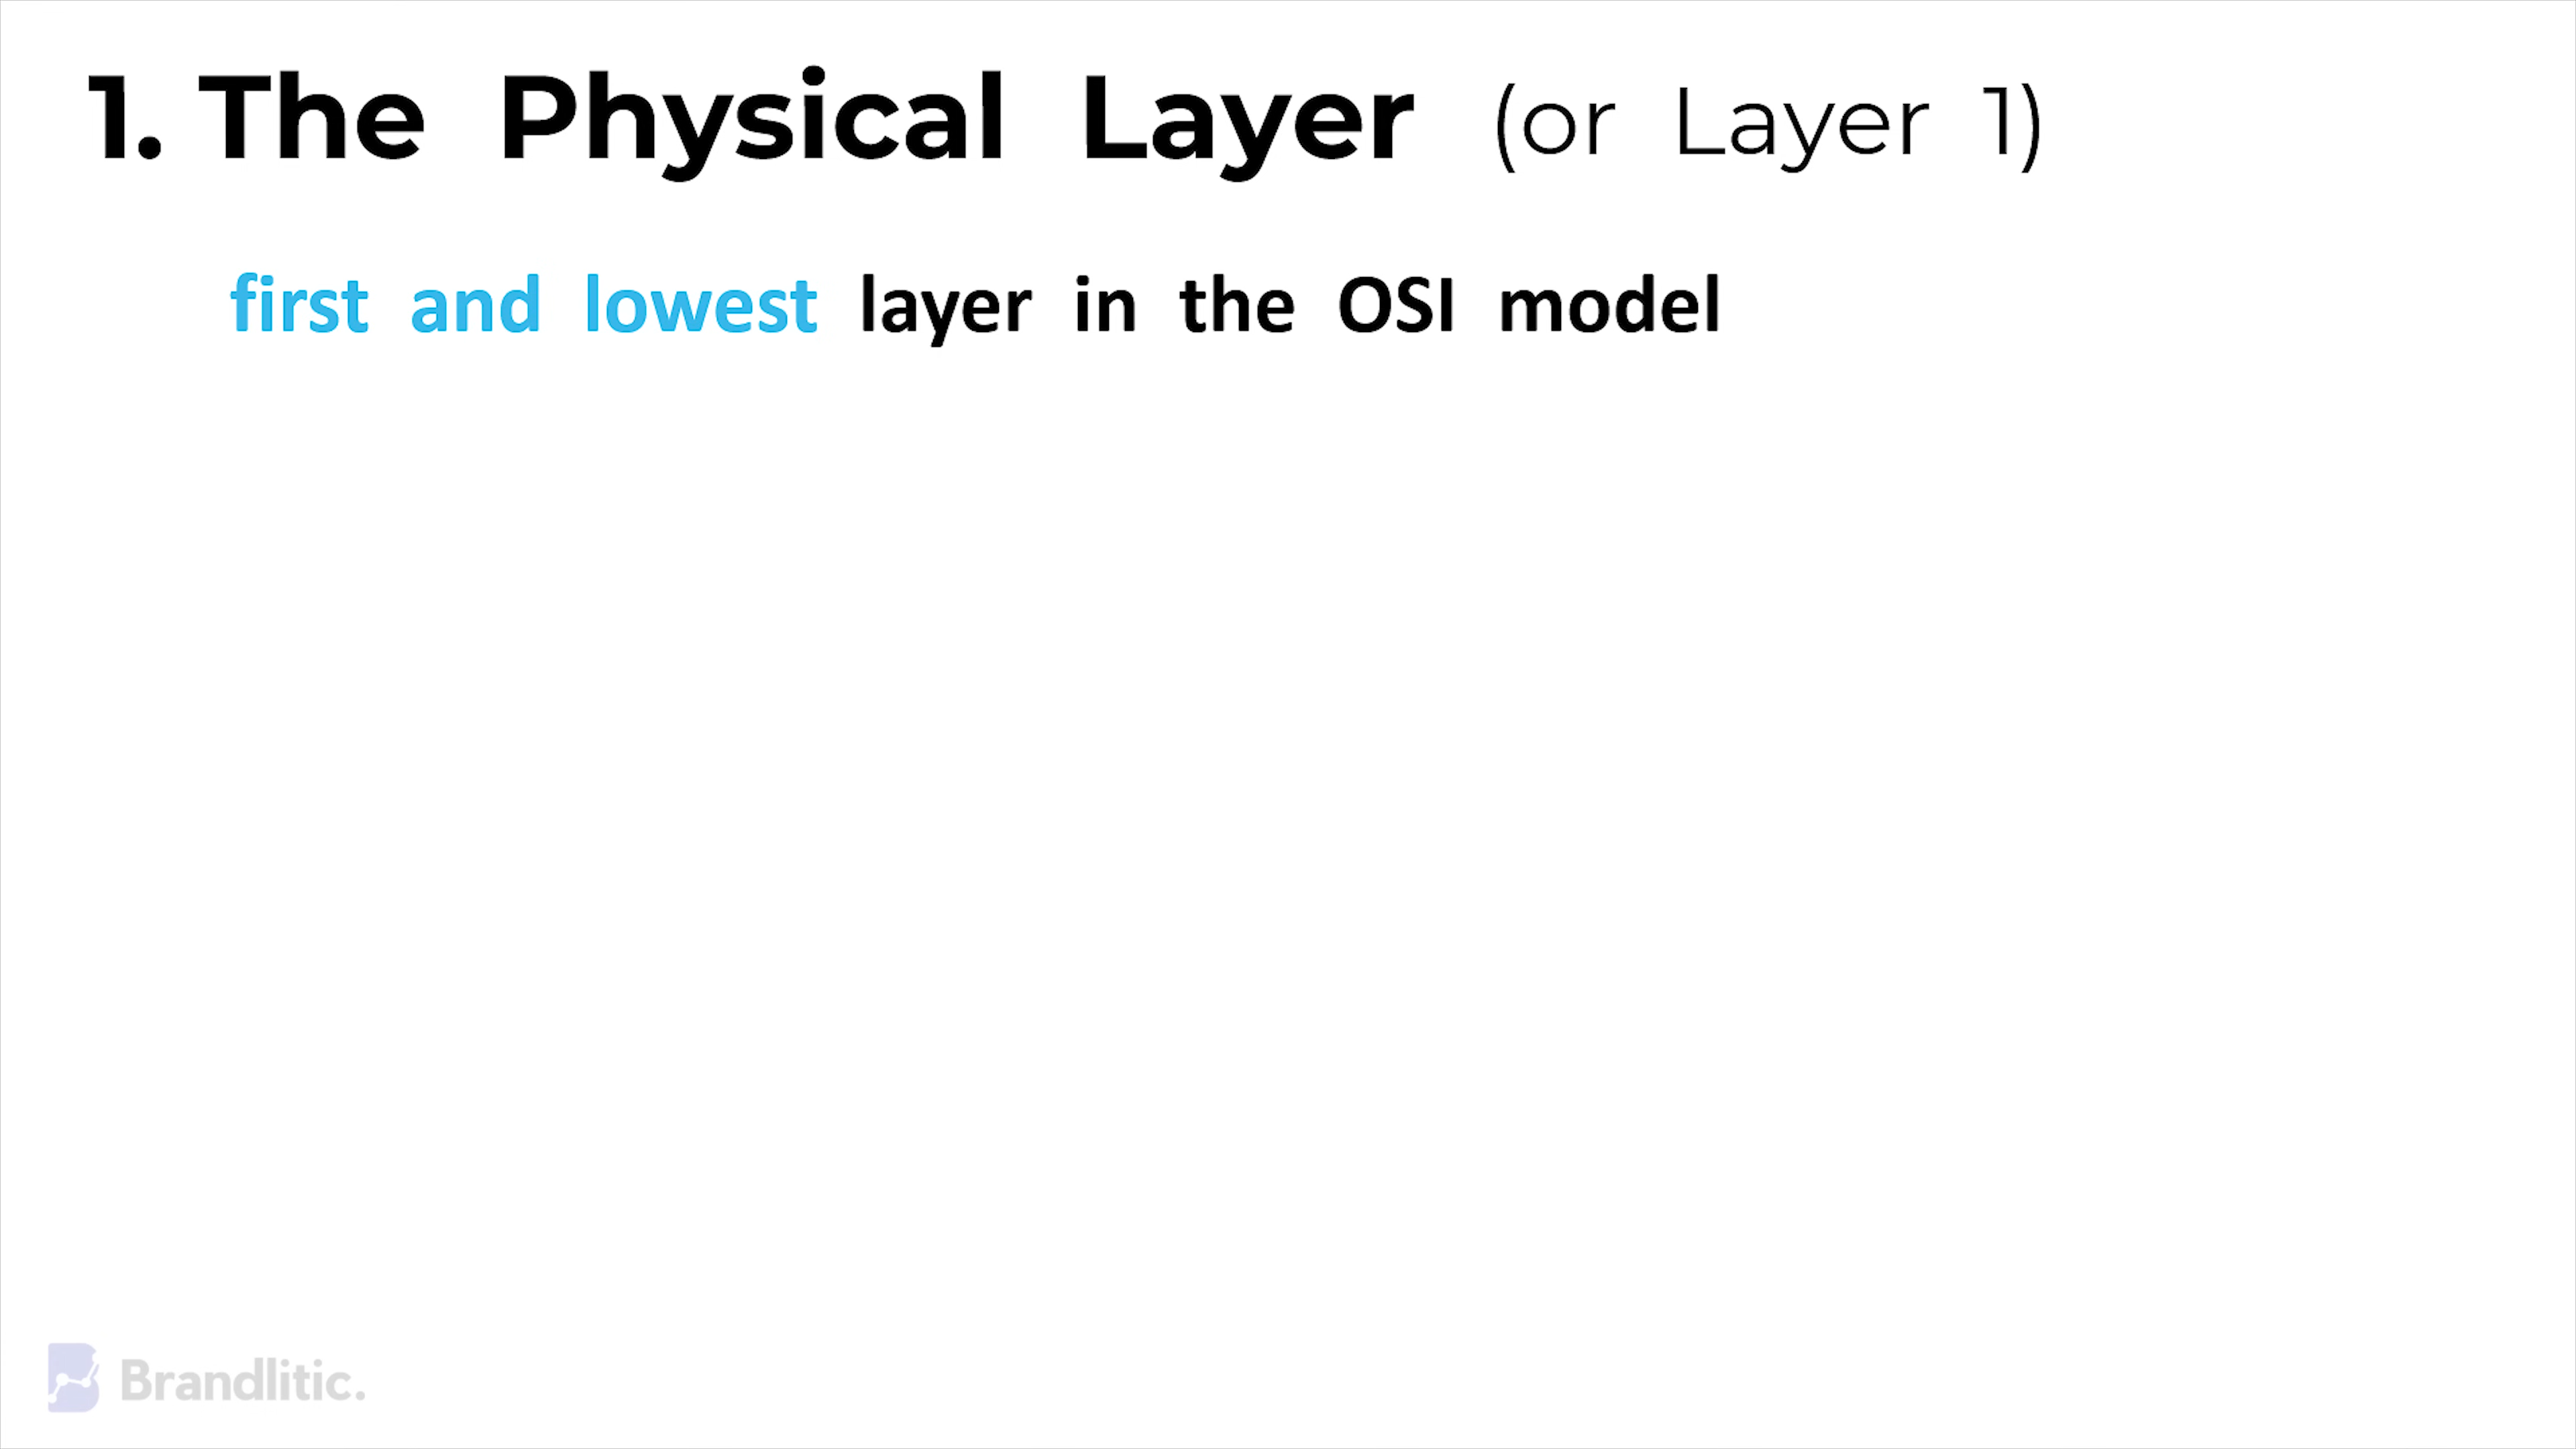 1. The Physical Layer (or Layer 1)
first and lowest layer in the OSI model
Brandlitic.